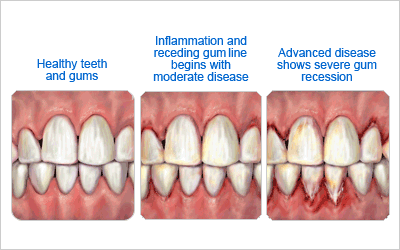 Healthy teeth
and gums
Inflammation and
receding gum line
begins with
moderate disease
Advanced disease
shows severe gum
recession